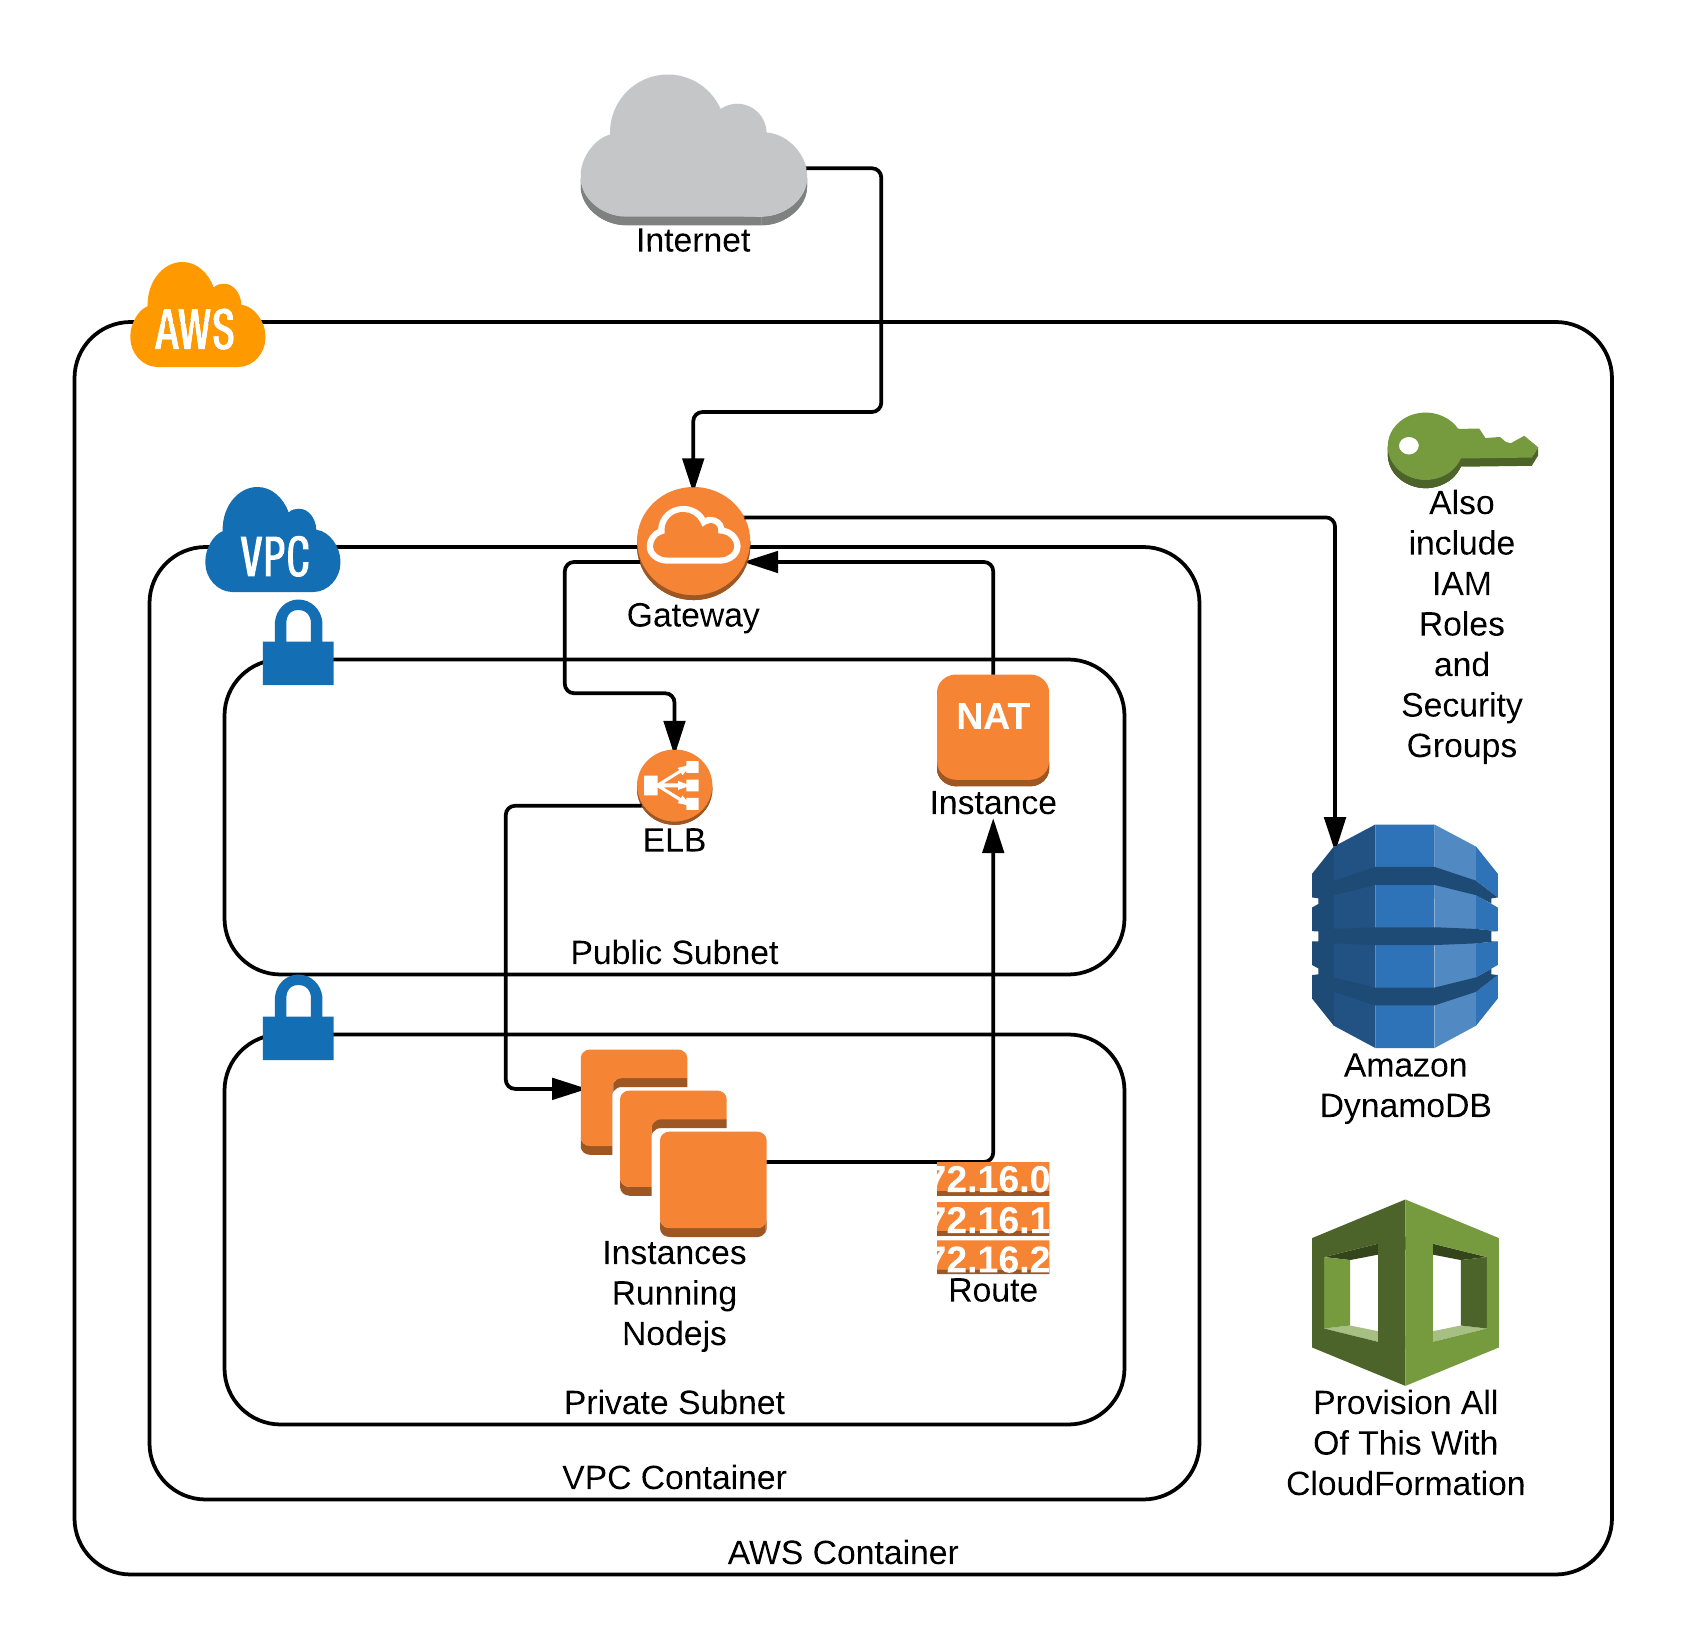 Internet
AWS
Also
include
IAM
Roles
and
Security
Groups
VPC
Gateway
NAT
Instance
ELB
Public Subnet
Amazon
DynamoDB
72.16.0
72.16.1
72.16.2
Route
Instances
Running
Nodejs
Private Subnet
Provision All
Of This With
CloudFormation
VPC Container
AWS Container